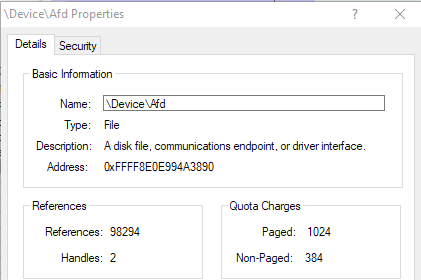 \Device\Afd Properties
Details Security
Basic Information
Name: \Device\Afd
Type: File
Description: A disk file, communications endpoint, or driver interface.
Address: 0xFFFF8E0E994A3890
References Quota Charges
References: 98294 Paged: 1024
Handles: 2 Non-Paged: 384